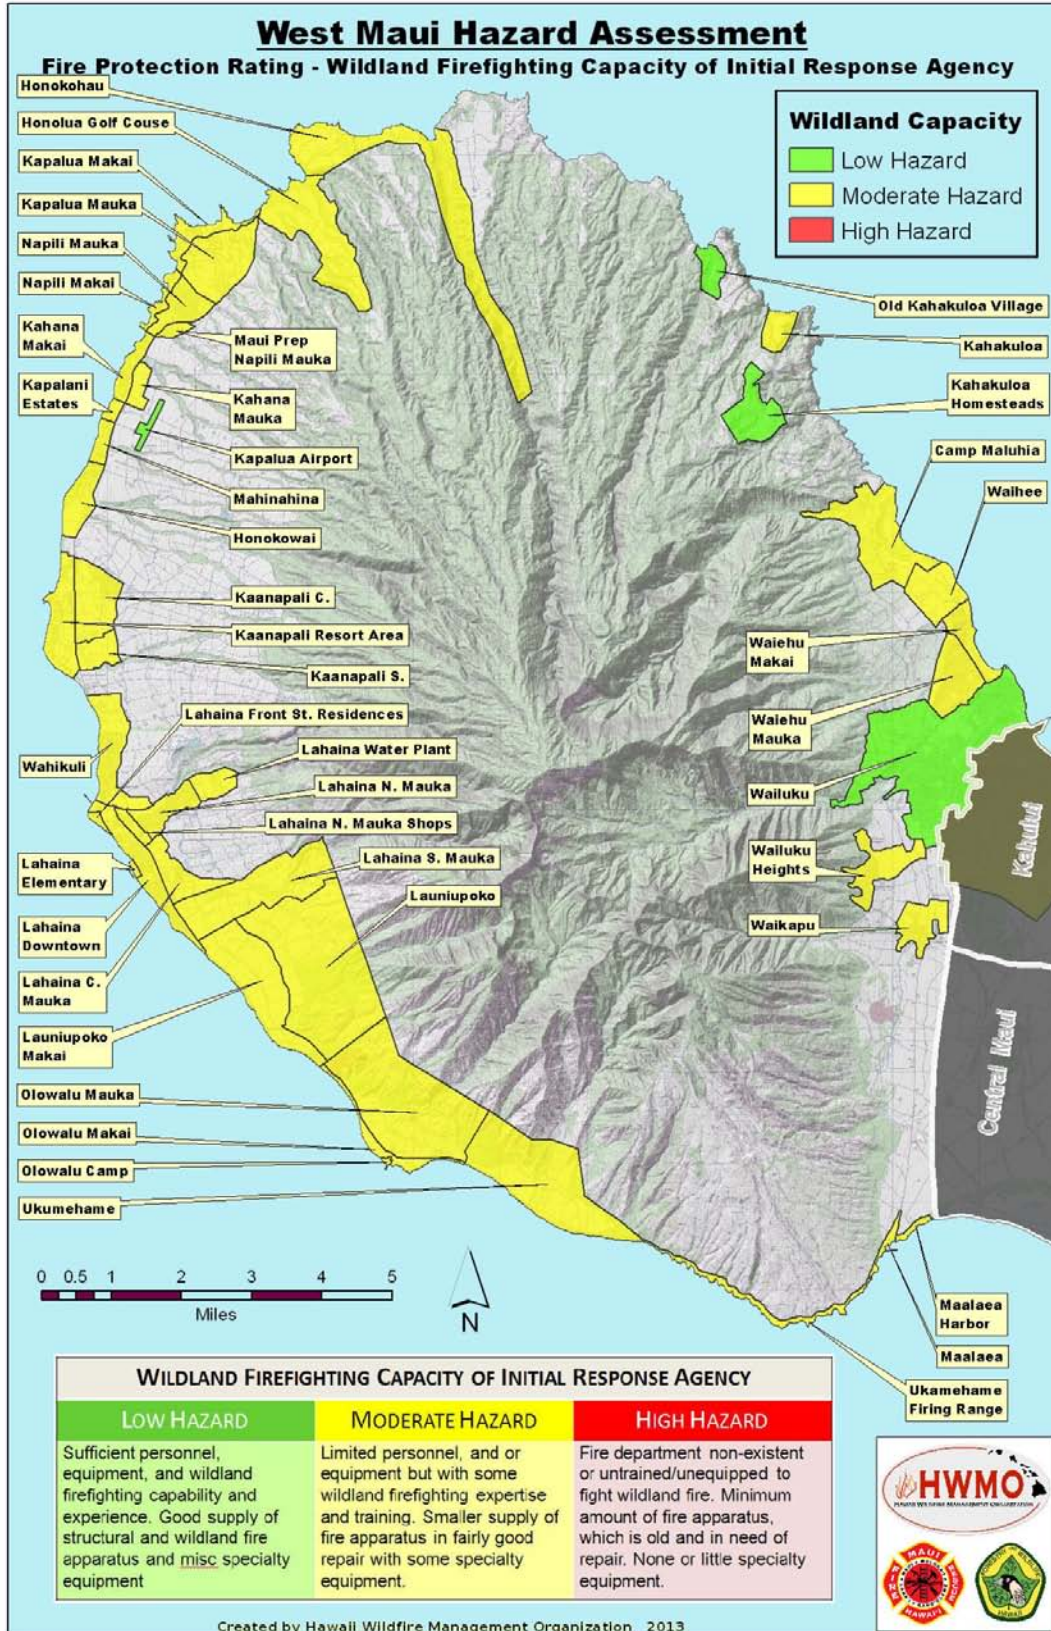 West Maui Hazard Assessment
Fire Protection Rating - Wildland Firefighting Capacity of Initial Response Agency
Honokohau
Honolua Golf Couse
Kapalua Makai
Kapalua Mauka
Napili Mauka
Napili Makai
Kahana
Makai
Kapalani
Estates
Maui Prep
Napili Mauka
Kahana
Mauka
Kapalua Airport
Mahinahina
Honokowai
Kaanapali C.
Kaanapali Resort Area
Kaanapali S.
Lahaina Front St. Residences
Wahikuli
Lahaina Water Plant
Lahaina N. Mauka
Lahaina N. Mauka Shops
Lahaina
Elementary
Lahaina S. Mauka
Launiupoko
Lahaina
Downtown
Lahaina C.
Mauka
Launiupoko
Makai
Olowalu Mauka
Olowalu Makai
Olowalu Camp
Ukumehame
Wildland Capacity
Low Hazard
Moderate Hazard
High Hazard
Old Kahakuloa Village
Kahakuloa
Kahakuloa
Homesteads
Camp Maluhia
Waihee
Waiehu
Makai
Waiehu
Mauka
Wailuku
Wailuku
Heights
Waikapu
Kahului
Central Maui
Maalaea
Harbor
Maalaea
Ukamehame
Firing Range
0 0.5 1 2 3 4 5
Miles
N
WILDLAND FIREFIGHTING CAPACITY OF INITIAL RESPONSE AGENCY
LOW HAZARD
Sufficient personnel,
equipment, and wildland
firefighting capability and
experience. Good supply of
structural and wildland fire
apparatus and misc specialty
equipment
MODERATE HAZARD
Limited personnel, and or
equipment but with some
wildland firefighting expertise
and training. Smaller supply of
fire apparatus in fairly good
repair with some specialty
equipment.
HIGH HAZARD
Fire department non-existent
or untrained/unequipped to
fight wildland fire. Minimum
amount of fire apparatus,
which is old and in need of
repair. None or little specialty
equipment.
HWMO
HAWAII WILDFIRE MANAGEMENT ORGANIZATION
MAUI
FIRE
HAWAI'I
HAWAII
Created by Hawaii Wildfire Management Organization 2013